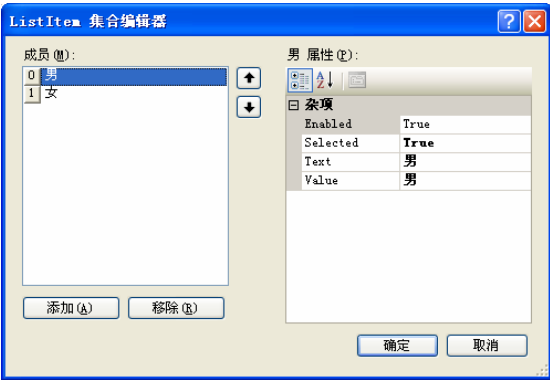 ListItem 集合编辑器
成员(M):
0 男
1 女
添加(A)
移除(R)
男 属性(P):
杂项
Enabled True
Selected True
Text 男
Value 男
确定
取消